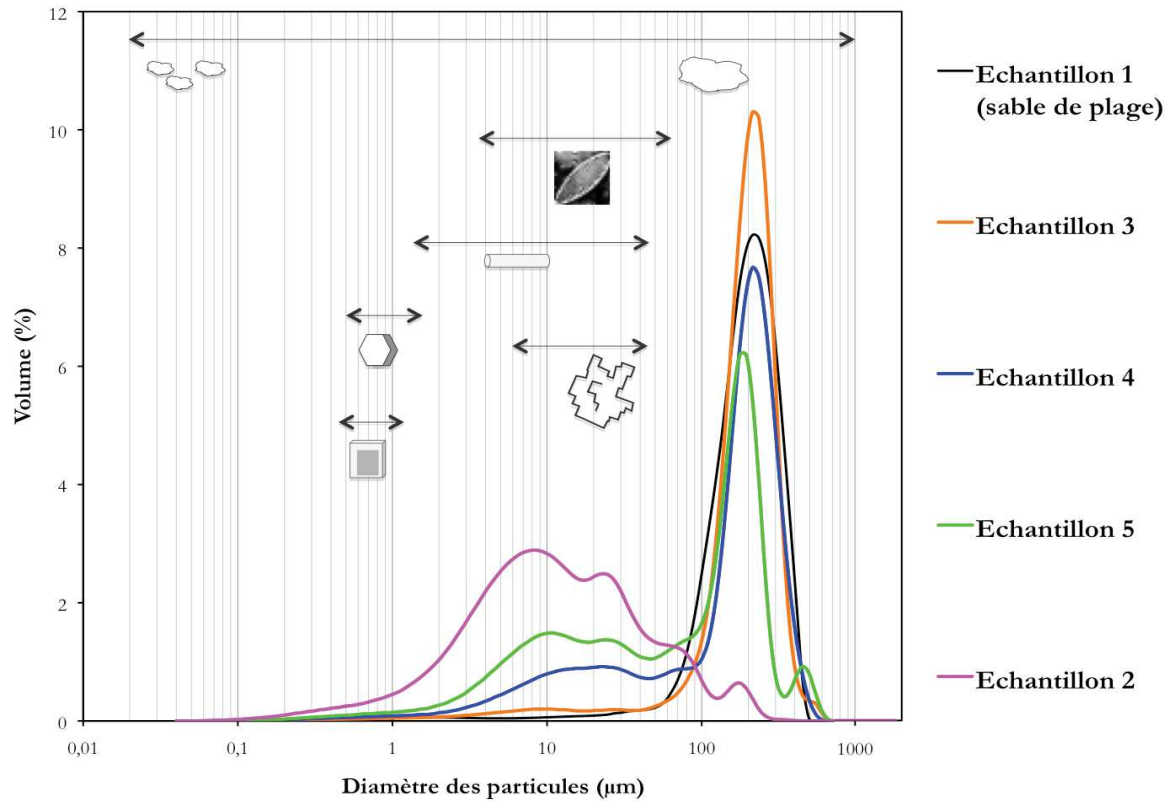 12
10
8
6
4
2
0
Volume (%)
0,01
0,1
1
10
100
1000
Diamètre des particules (µm)
Echantillon 1
(sable de plage)
Echantillon 3
Echantillon 4
Echantillon 5
Echantillon 2